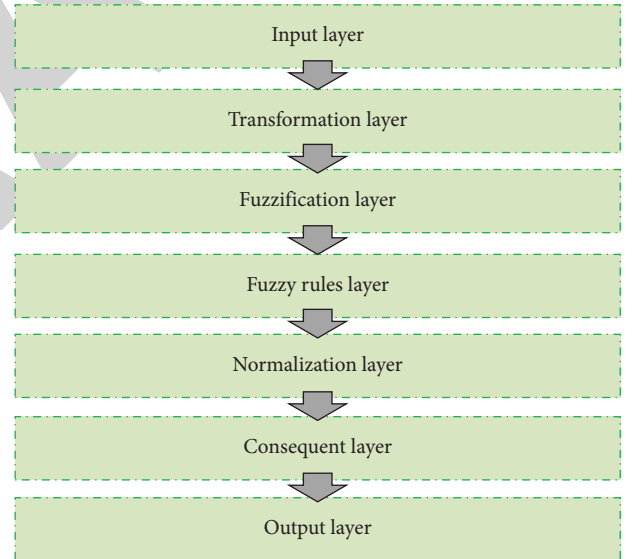 Input layer
Transformation layer
Fuzzification layer
Fuzzy rules layer
Normalization layer
Consequent layer
Output layer